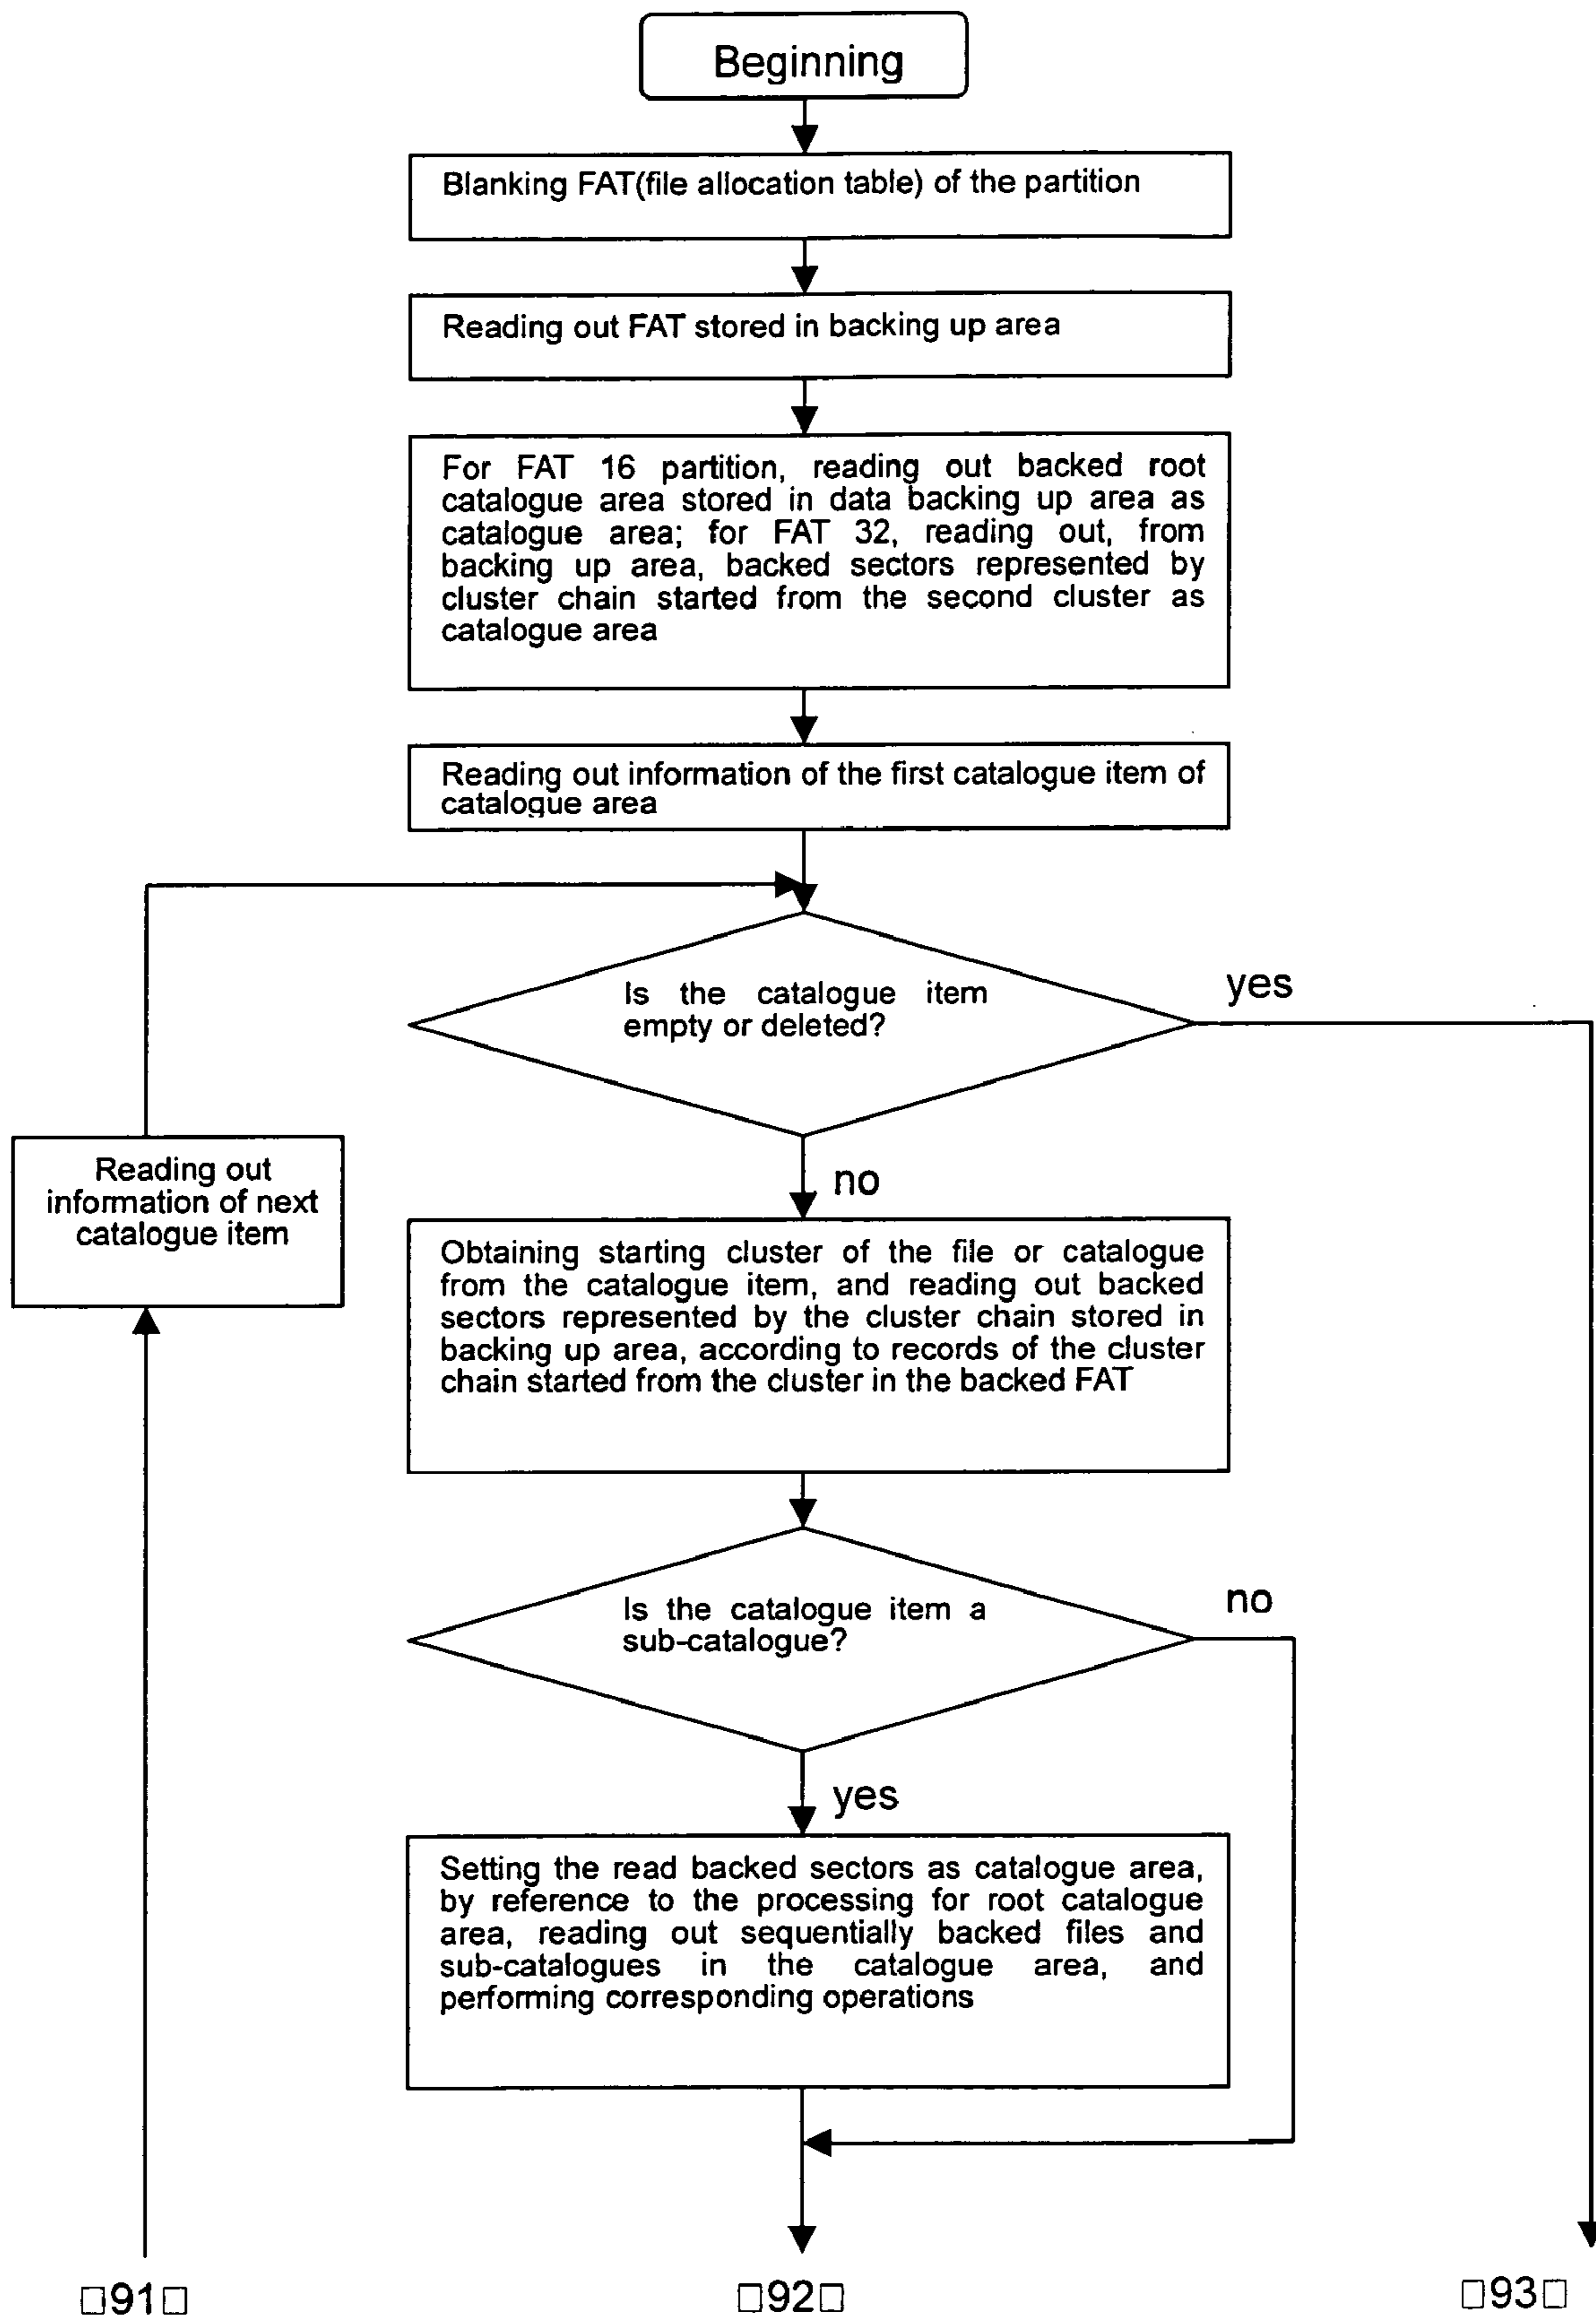 Beginning
Blanking FAT(file allocation table) of the partition
Reading out FAT stored in backing up area
For FAT 16 partition, reading out backed root
catalogue area stored in data backing up area as
catalogue area; for FAT 32, reading out, from
backing up area, backed sectors represented by
cluster chain started from the second cluster as
catalogue area
Reading out information of the first catalogue item of
catalogue area
Is the catalogue item
empty or deleted?
yes
no
Reading out
information of next
catalogue item
Obtaining starting cluster of the file or catalogue
from the catalogue item, and reading out backed
sectors represented by the cluster chain stored in
backing up area, according to records of the cluster
chain started from the cluster in the backed FAT
Is the catalogue item a
sub-catalogue?
no
yes
Setting the read backed sectors as catalogue area,
by reference to the processing for root catalogue
area, reading out sequentially backed files and
sub-catalogues in the catalogue area, and
performing corresponding operations
□91□
□92□
□93□